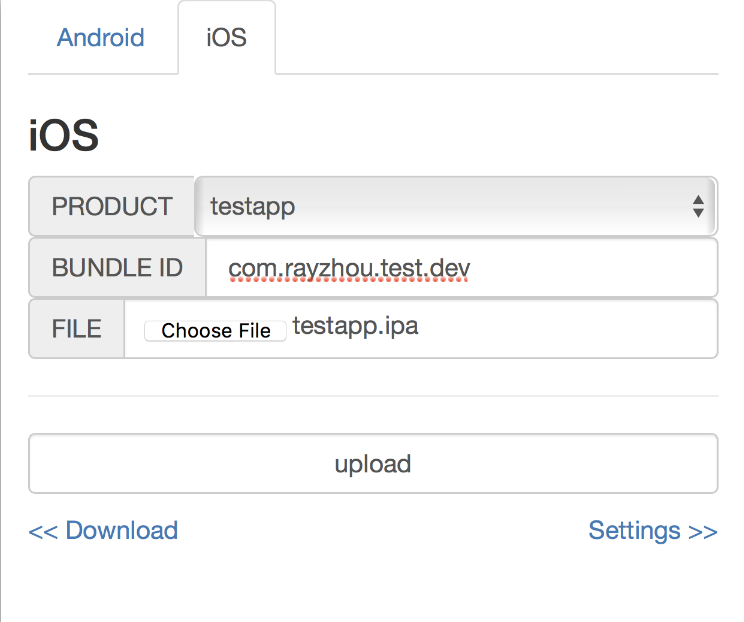 Android iOS
iOS
PRODUCT testapp
BUNDLE ID com.rayzhou.test.dev
FILE Choose File testapp.ipa
upload
<< Download Settings >>